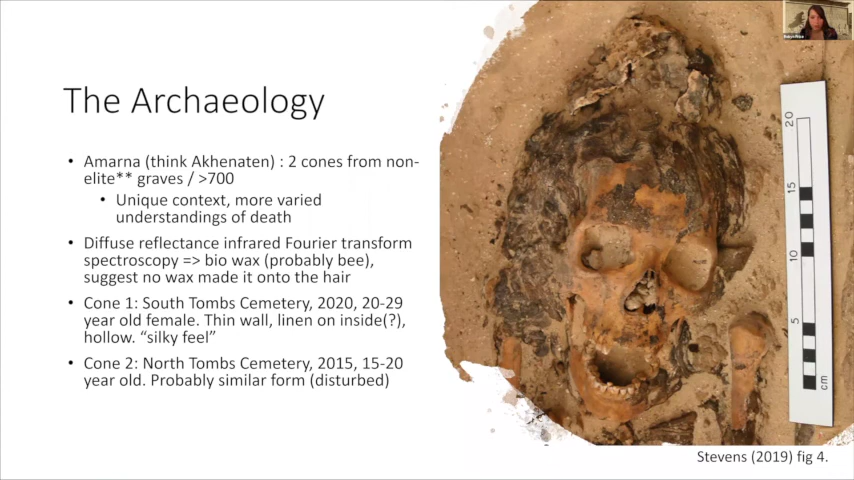 The Archaeology
• Amarna (think Akhenaten) : 2 cones from non-
elite** graves / >700
• Unique context, more varied
understandings of death
• Diffuse reflectance infrared Fourier transform
spectroscopy => bio wax (probably bee),
suggest no wax made it onto the hair
• Cone 1: South Tombs Cemetery, 2020, 20-29
year old female. Thin wall, linen on inside(?),
hollow. “silky feel”
• Cone 2: North Tombs Cemetery, 2015, 15-20
year old. Probably similar form (disturbed)
20
15
10
5
cm
Stevens (2019) fig 4.